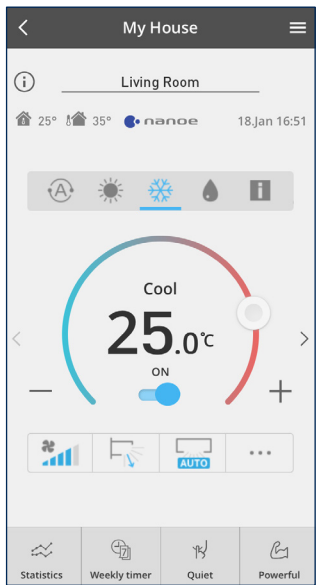 My House
Living Room
25° 35° nanoe 18.Jan 16:51
A i
Cool
25.0°C
ON
AUTO
Statistics Weekly timer Quiet Powerful